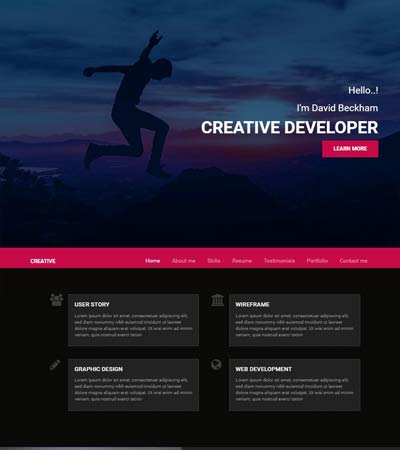 Hello..!
I'm David Beckham
CREATIVE DEVELOPER
LEARN MORE
CREATIVE
Home About me Skills Resume Testimonials Portfolio Contact me
USER STORY
Lorem ipsum dolor sit amet, consectetuer adipiscing elit,
sed diam nonummy nibh euismod tincidunt ut laoreet
dolore magna aliquam erat volutpat. Ut wisi enim ad minim
veniam, quis nostrud exerci tation
WIREFRAME
Lorem ipsum dolor sit amet, consectetuer adipiscing elit,
sed diam nonummy nibh euismod tincidunt ut laoreet
dolore magna aliquam erat volutpat. Ut wisi enim ad minim
veniam, quis nostrud exerci tation
GRAPHIC DESIGN
Lorem ipsum dolor sit amet, consectetuer adipiscing elit,
sed diam nonummy nibh euismod tincidunt ut laoreet
dolore magna aliquam erat volutpat. Ut wisi enim ad minim
veniam, quis nostrud exerci tation
WEB DEVELOPMENT
Lorem ipsum dolor sit amet, consectetuer adipiscing elit,
sed diam nonummy nibh euismod tincidunt ut laoreet
dolore magna aliquam erat volutpat. Ut wisi enim ad minim
veniam, quis nostrud exerci tation